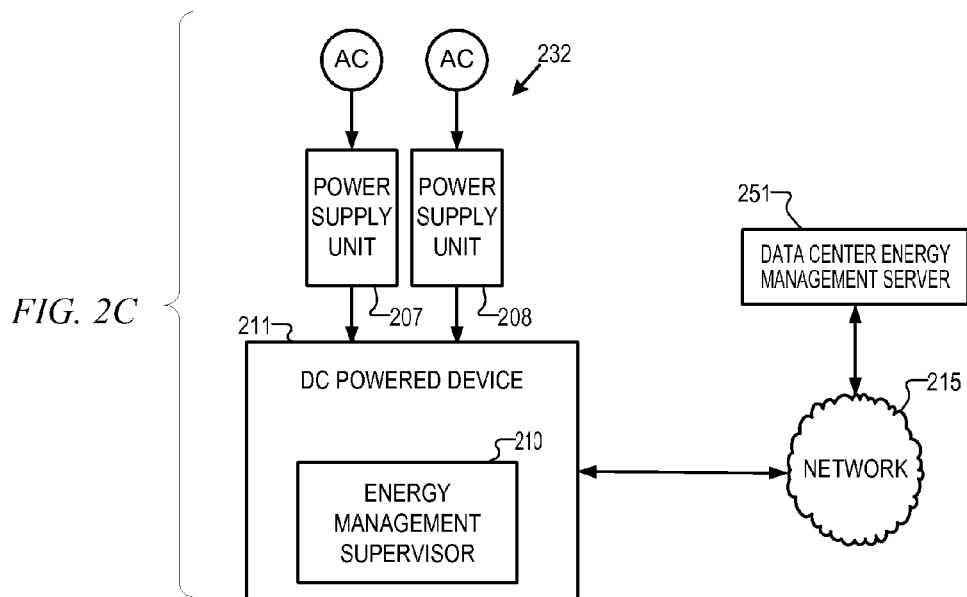 AC
AC
232
POWER
SUPPLY
UNIT
POWER
SUPPLY
UNIT
251
DATA CENTER ENERGY
MANAGEMENT SERVER
FIG. 2C
207
208
211
DC POWERED DEVICE
215
NETWORK
210
ENERGY
MANAGEMENT
SUPERVISOR